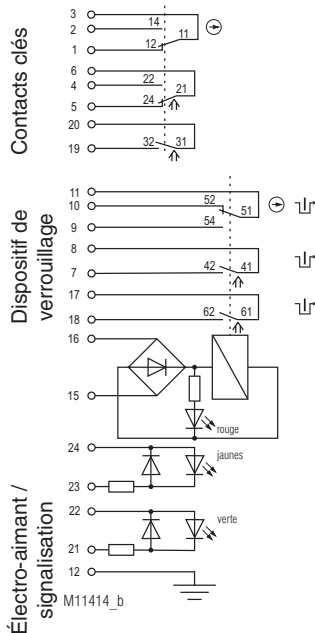 Contacts clés
3
2 14
11
1 12
6
4 22
21
5 24
20
19 32 31
Dispositif de verrouillage
11
10 52
51
9 54
8
7 42 41
17
18 62 61
Électro-aimant / signalisation
16
15
rouge
24
jaunes
23
22
verte
21
12
M11414_b